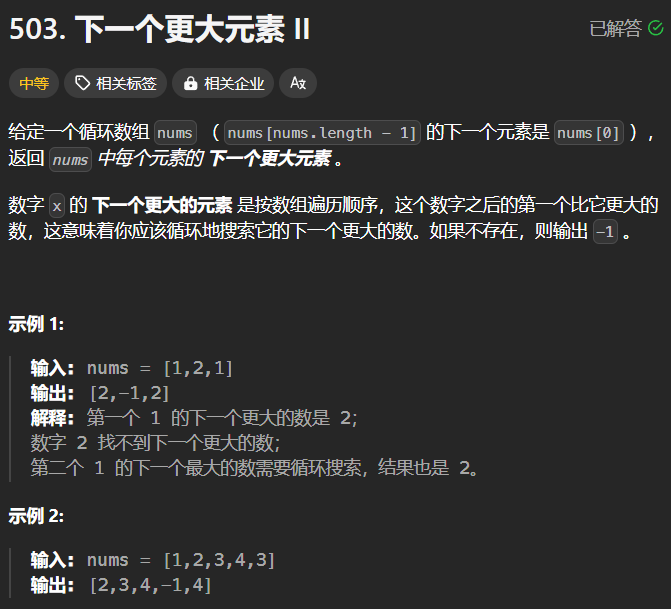 503. 下一个更大元素 II
已解答
中等 相关标签 相关企业
给定一个循环数组 nums （ nums[nums.length - 1] 的下一个元素是 nums[0] ），
返回 nums 中每个元素的 下一个更大元素 。
数字 x 的 下一个更大的元素 是按数组遍历顺序，这个数字之后的第一个比它更大的
数，这意味着你应该循环地搜索它的下一个更大的数。如果不存在，则输出 -1 。
示例 1:
输入: nums = [1,2,1]
输出: [2,-1,2]
解释: 第一个 1 的下一个更大的数是 2；
数字 2 找不到下一个更大的数；
第二个 1 的下一个最大的数需要循环搜索，结果也是 2。
示例 2:
输入: nums = [1,2,3,4,3]
输出: [2,3,4,-1,4]